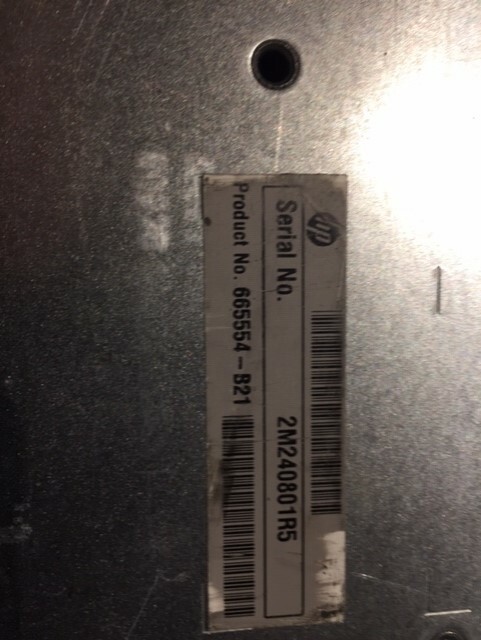 hp
Serial No. 2M240801R5
Product No. 665554-B21